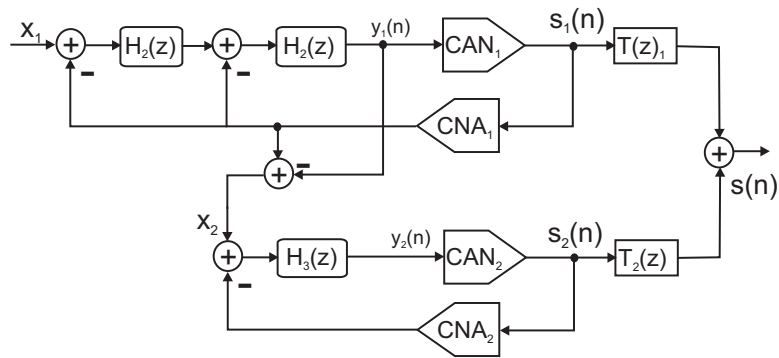 x1
H2(z)
H2(z)
y1(n)
CAN1
s1(n)
T(z)1
CNA1
s(n)
x2
H3(z)
y2(n)
CAN2
s2(n)
T2(z)
CNA2